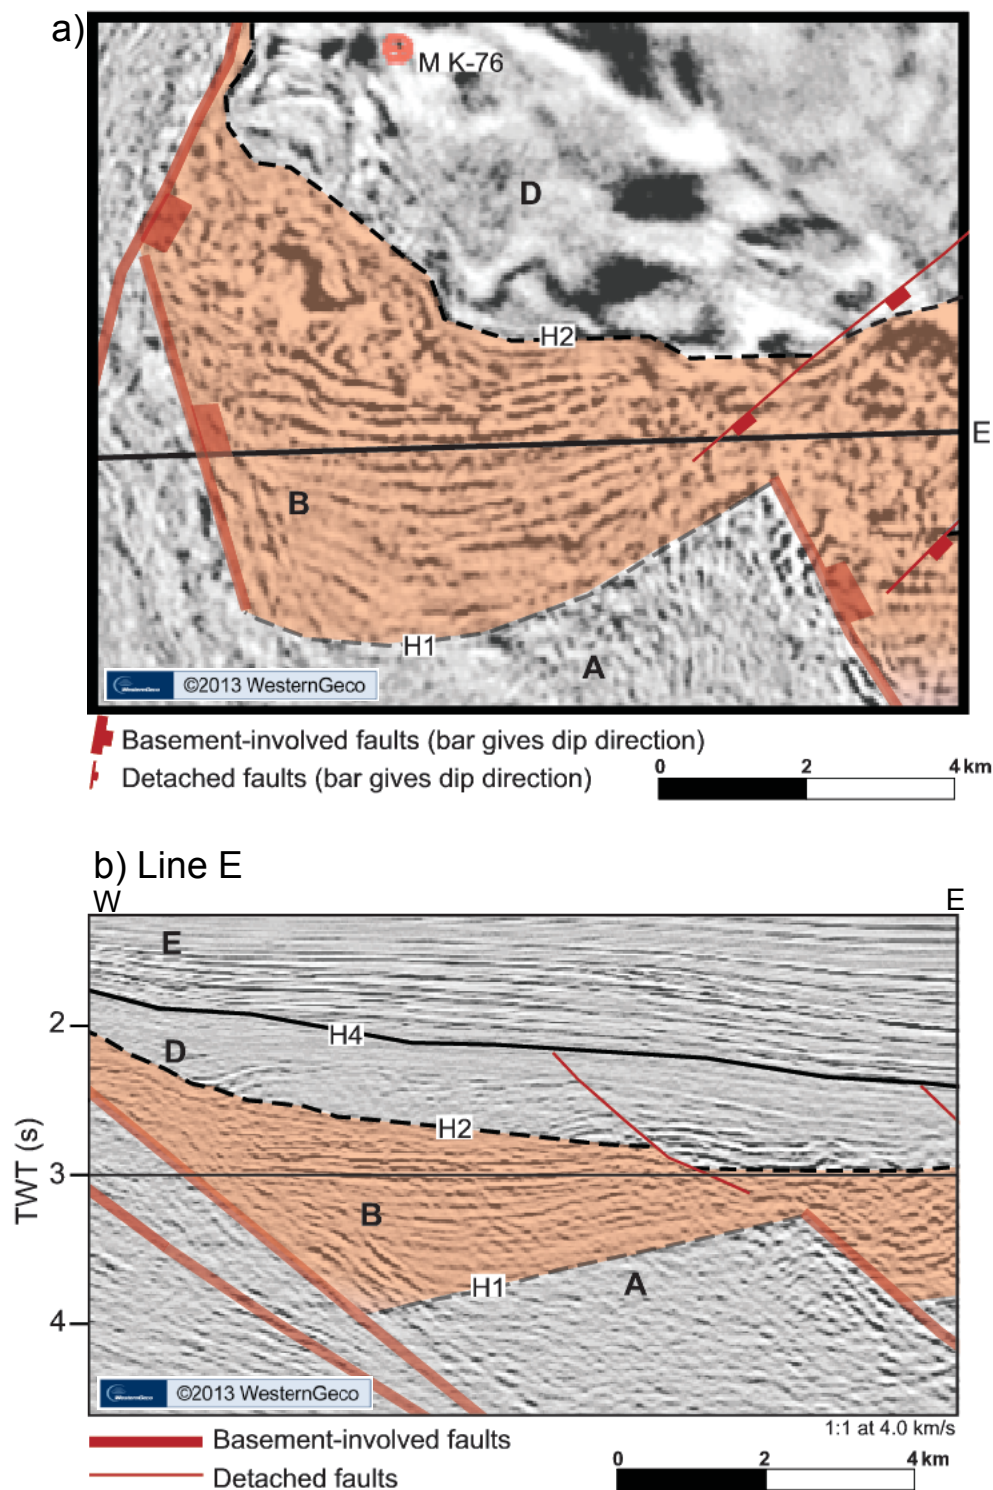 a)
M K-76
D
H2
E
B
H1
A
WesternGeco
©2013 WesternGeco
Basement-involved faults (bar gives dip direction)
Detached faults (bar gives dip direction)
0 2 4 km
b) Line E
W E
E
2
H4
D
H2
TWT (s)
3
B
H1
A
4
WesternGeco
©2013 WesternGeco
1:1 at 4.0 km/s
Basement-involved faults
Detached faults
0 2 4 km